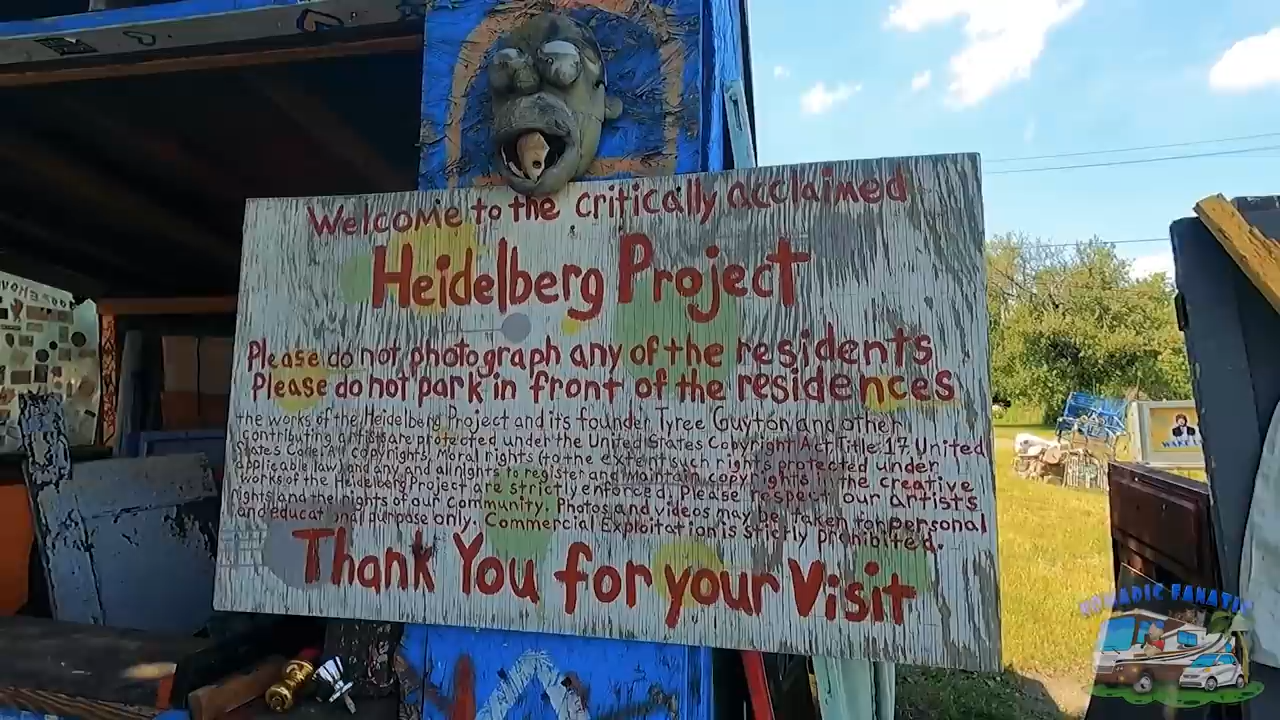 Welcome to the critically acclaimed
Heidelberg Project
Please do not photograph any of the residents
Please do not park in front of the residences
the works of the Heidelberg Project and its founder Tyree Guyton and other
contributing artists are protected under the United States Copyright Act, Title 17 United
States Code. All copyrights, Moral rights (to the extent such rights protected under
applicable law) and any and all rights to register and maintain copyrights to the creative
works of the Heidelberg Project are strictly enforced. Please respect our artists
rights and the rights of our community. Photos and videos may be taken for personal
and educational purpose only. Commercial Exploitation is strictly prohibited.
Thank You for your Visit
NOMADIC FANATIC